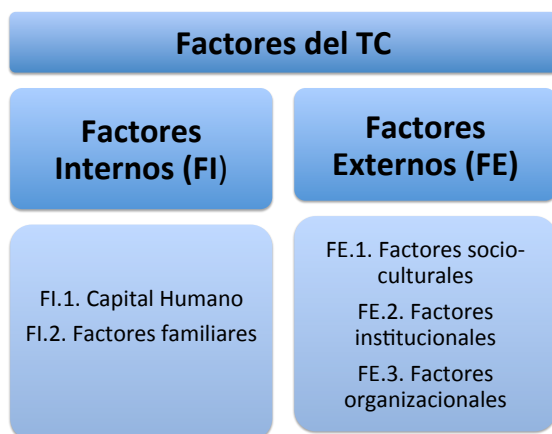 Factores del TC
Factores
Internos (FI)
FI.1. Capital Humano
FI.2. Factores familiares
Factores
Externos (FE)
FE.1. Factores socio-
culturales
FE.2. Factores
institucionales
FE.3. Factores
organizacionales